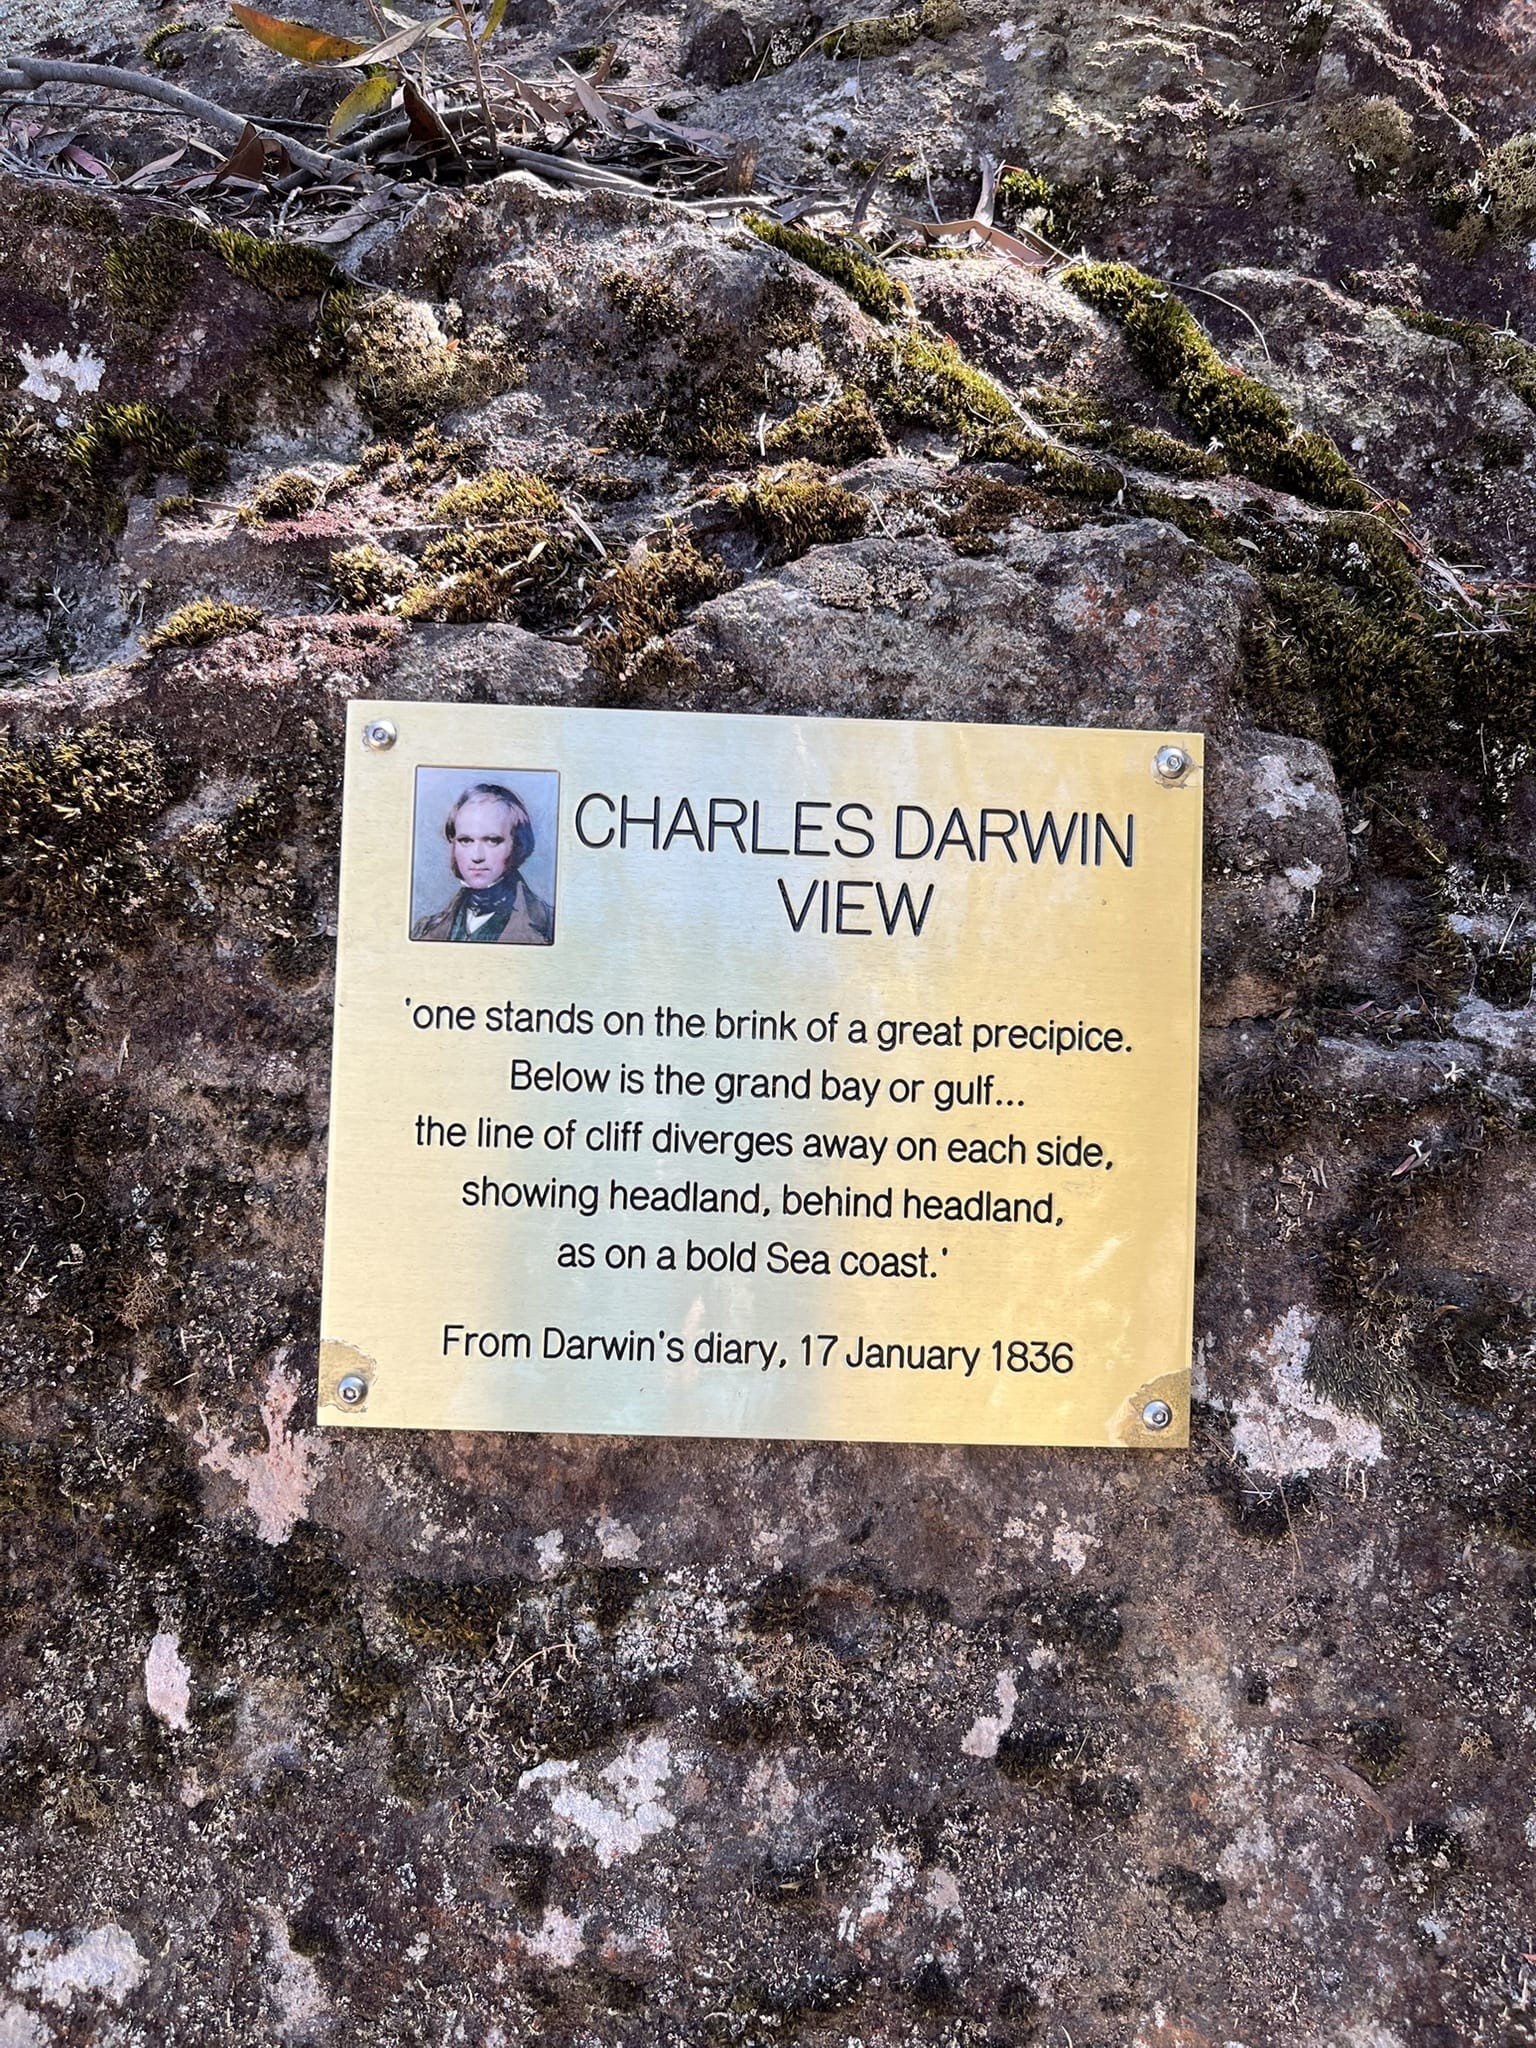 CHARLES DARWIN
VIEW
'one stands on the brink of a great precipice.
Below is the grand bay or gulf...
the line of cliff diverges away on each side,
showing headland, behind headland,
as on a bold Sea coast.'
From Darwin's diary, 17 January 1836